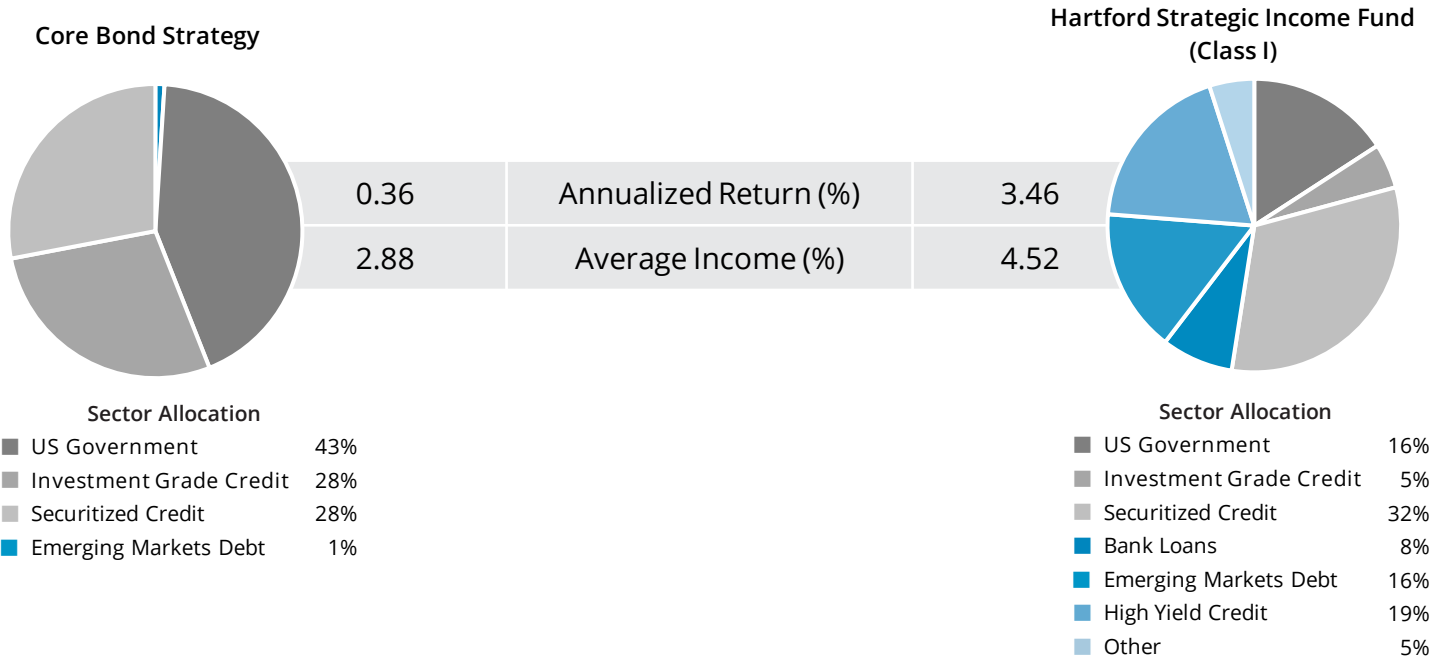 Core Bond Strategy
Hartford Strategic Income Fund
(Class I)
0.36 Annualized Return (%) 3.46
2.88 Average Income (%) 4.52
Sector Allocation
US Government 43%
Investment Grade Credit 28%
Securitized Credit 28%
Emerging Markets Debt 1%
Sector Allocation
US Government 16%
Investment Grade Credit 5%
Securitized Credit 32%
Bank Loans 8%
Emerging Markets Debt 16%
High Yield Credit 19%
Other 5%